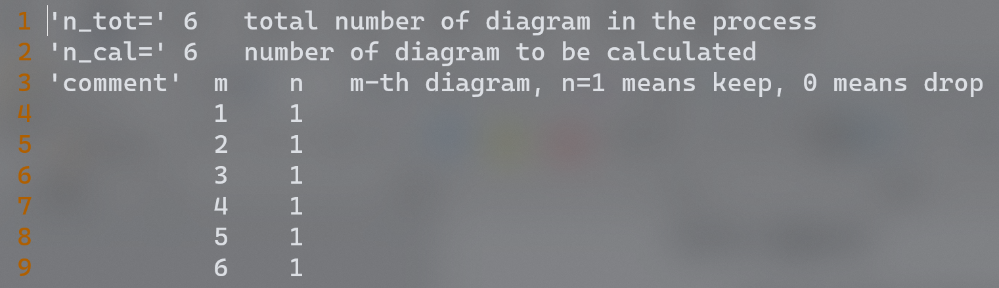 1 'n_tot=' 6   total number of diagram in the process
2 'n_cal=' 6   number of diagram to be calculated
3 'comment'  m    n   m-th diagram, n=1 means keep, 0 means drop
4            1    1
5            2    1
6            3    1
7            4    1
8            5    1
9            6    1